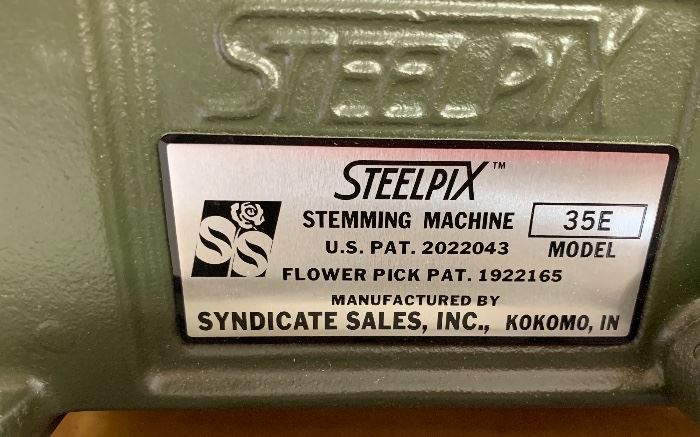 STEELPIX
STEELPIX™
STEMMING MACHINE 35E
U.S. PAT. 2022043 MODEL
SS
FLOWER PICK PAT. 1922165
MANUFACTURED BY
SYNDICATE SALES, INC., KOKOMO, IN